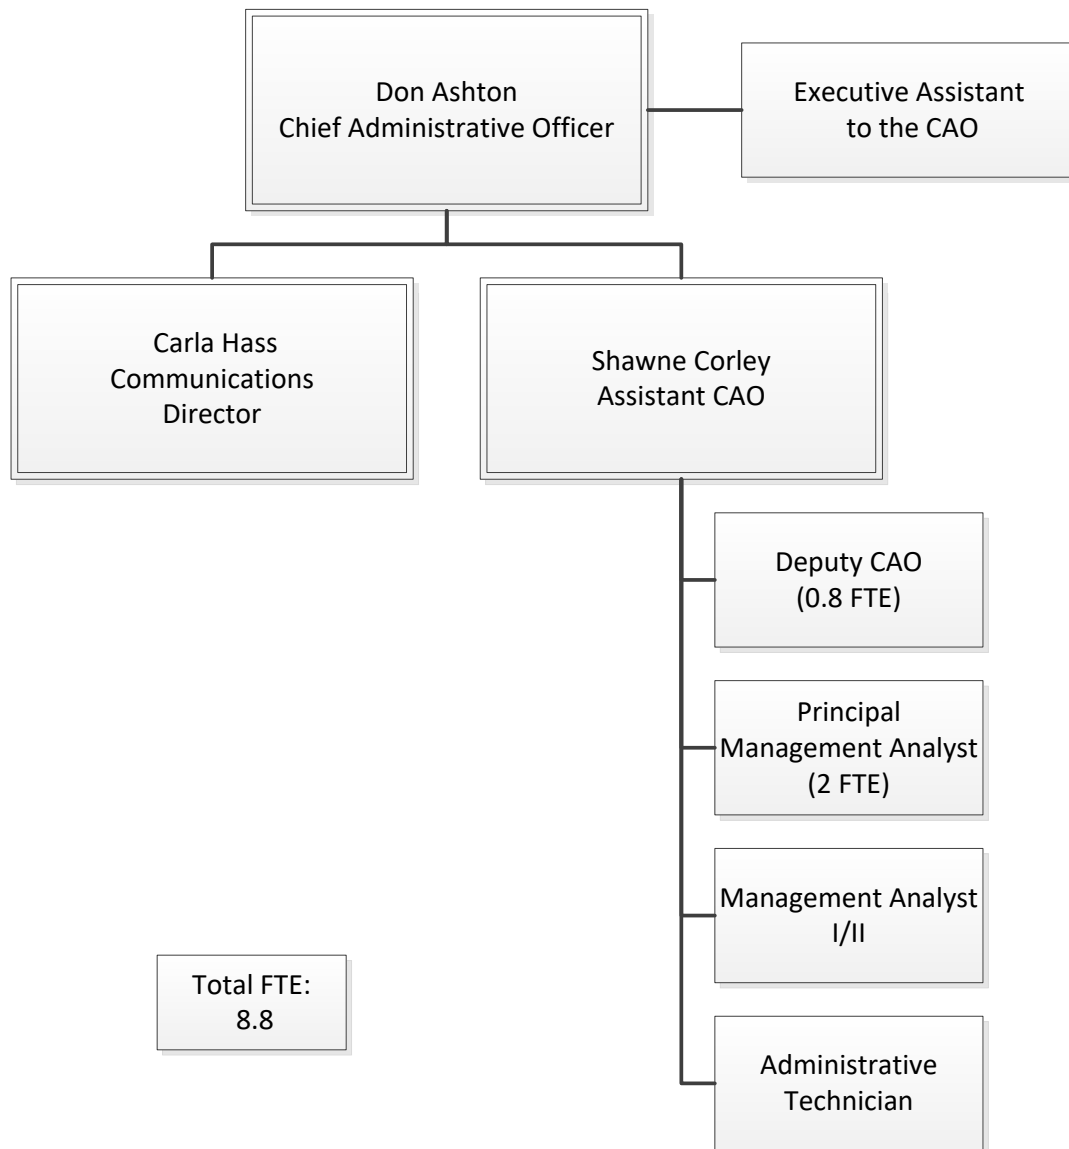 Don Ashton
Chief Administrative Officer
Executive Assistant
to the CAO
Carla Hass
Communications
Director
Shawne Corley
Assistant CAO
Deputy CAO
(0.8 FTE)
Principal
Management Analyst
(2 FTE)
Management Analyst
I/II
Total FTE:
8.8
Administrative
Technician